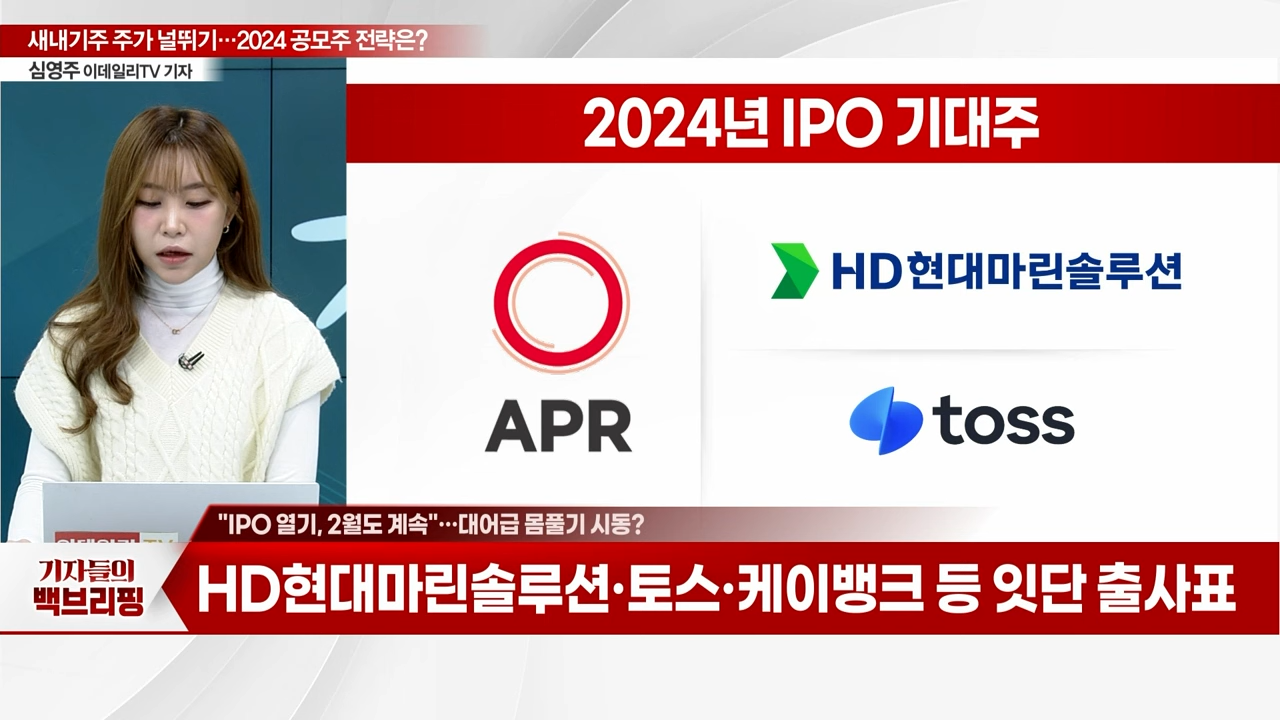 새내기주 주가 널뛰기…2024 공모주 전략은?
심영주 이데일리TV 기자
2024년 IPO 기대주
APR
HD현대마린솔루션
toss
"IPO 열기, 2월도 계속"…대어급 몸풀기 시동?
기자들의
백브리핑
HD현대마린솔루션·토스·케이뱅크 등 잇단 출사표